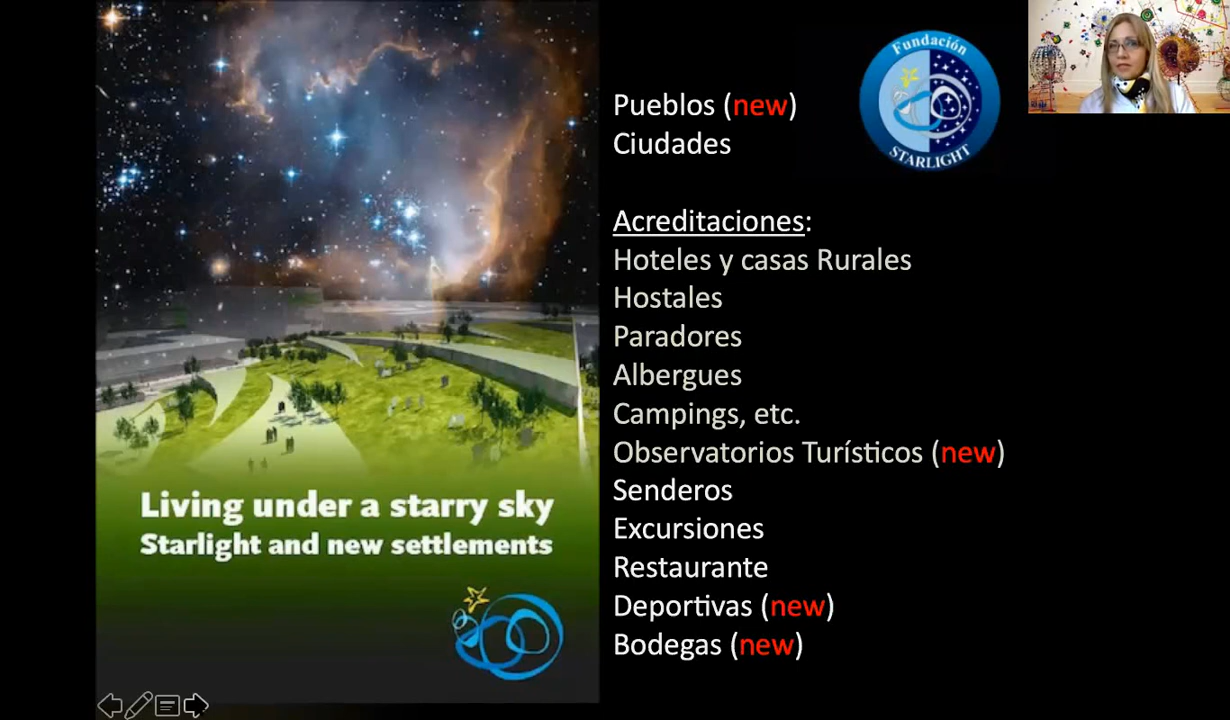 Pueblos (new)
Ciudades
Acreditaciones:
Hoteles y casas Rurales
Hostales
Paradores
Albergues
Campings, etc.
Observatorios Turísticos (new)
Senderos
Excursiones
Restaurante
Deportivas (new)
Bodegas (new)
Living under a starry sky
Starlight and new settlements
Fundación
STARLIGHT